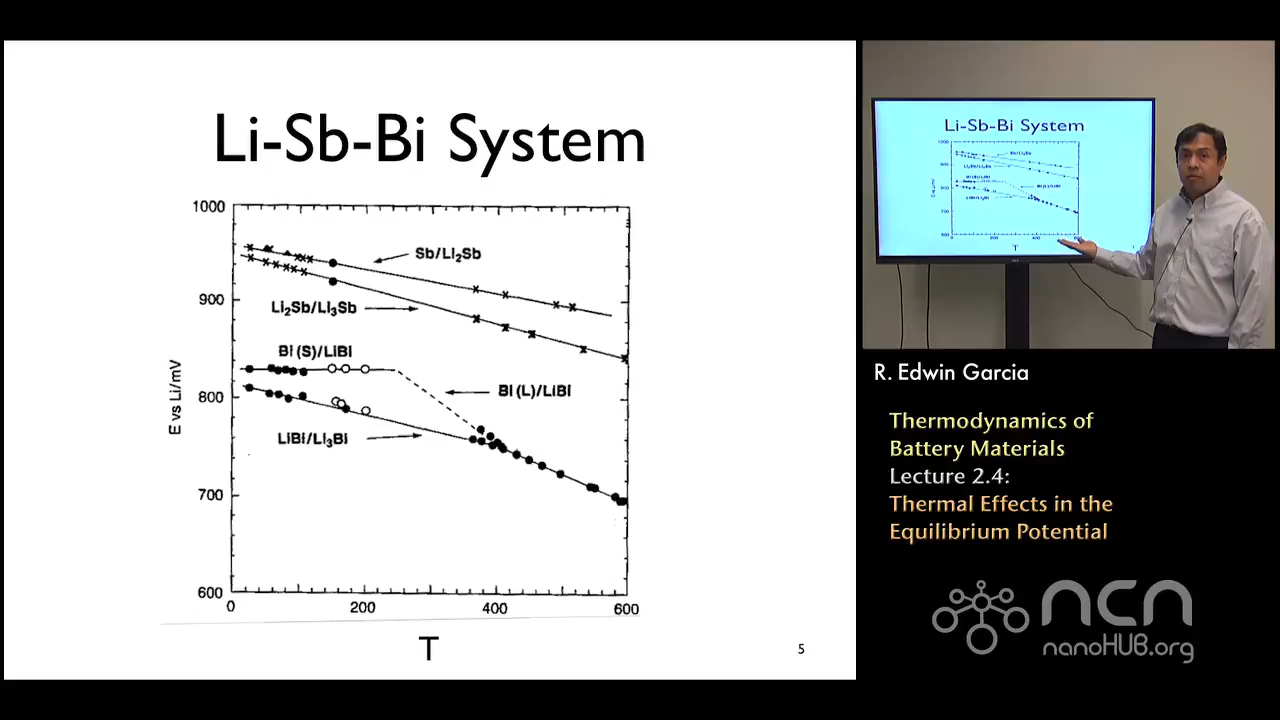 Li-Sb-Bi System
1000
900
800
700
600
E vs Li/mV
Sb/Li₂Sb
Li₂Sb/Li₃Sb
Bi (S)/LiBi
Bi (L)/LiBi
LiBi/Li₃Bi
0
200
400
600
T
5
Li-Sb-Bi System
T
R. Edwin Garcia
Thermodynamics of
Battery Materials
Lecture 2.4:
Thermal Effects in the
Equilibrium Potential
ncn
nanoHUB.org